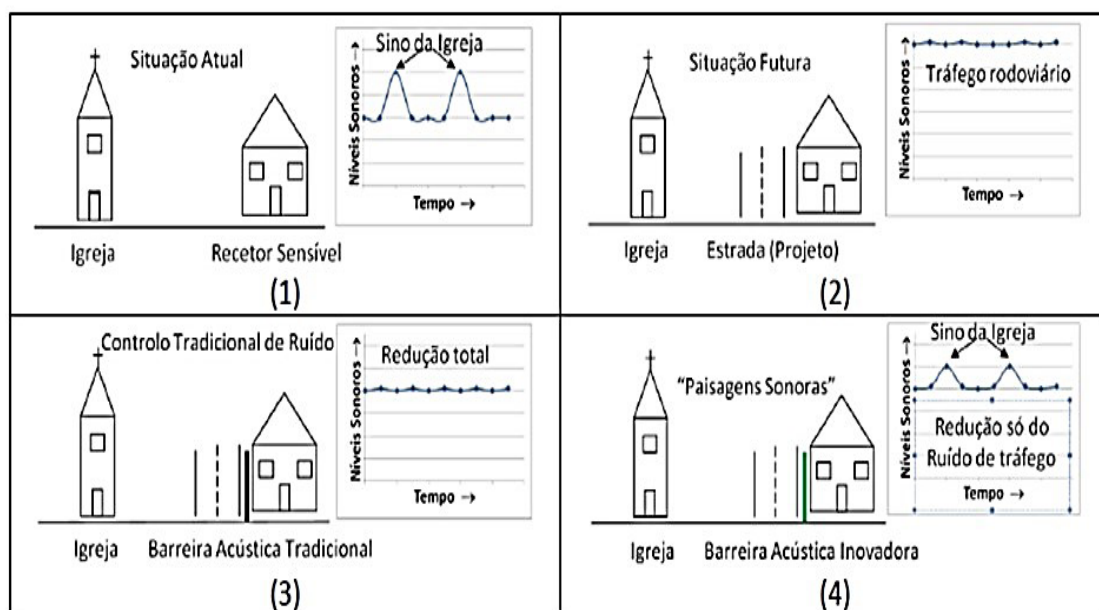 Situação Atual
Sino da Igreja
Níveis Sonoros →
Tempo →
Igreja
Recetor Sensível
(1)
Situação Futura
Tráfego rodoviário
Níveis Sonoros →
Tempo →
Igreja
Estrada (Projeto)
(2)
Controlo Tradicional de Ruído
Redução total
Níveis Sonoros →
Tempo →
Igreja
Barreira Acústica Tradicional
(3)
"Paisagens Sonoras"
Sino da Igreja
Níveis Sonoros →
Redução só do
Ruído de tráfego
Tempo →
Igreja
Barreira Acústica Inovadora
(4)